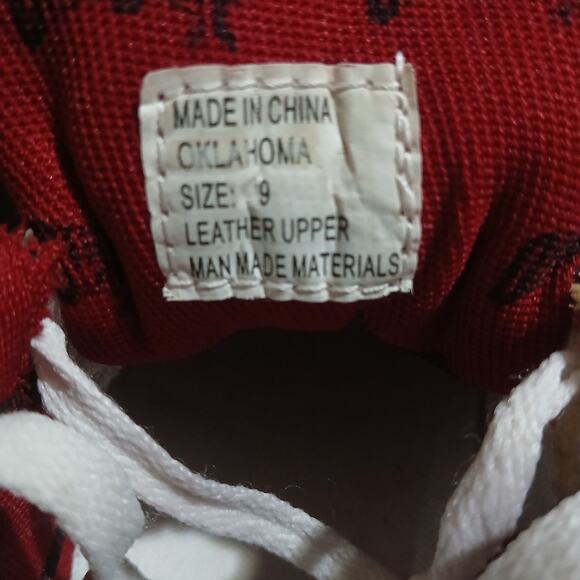 MADE IN CHINA
OKLAHOMA
SIZE: 9
LEATHER UPPER
MAN MADE MATERIALS